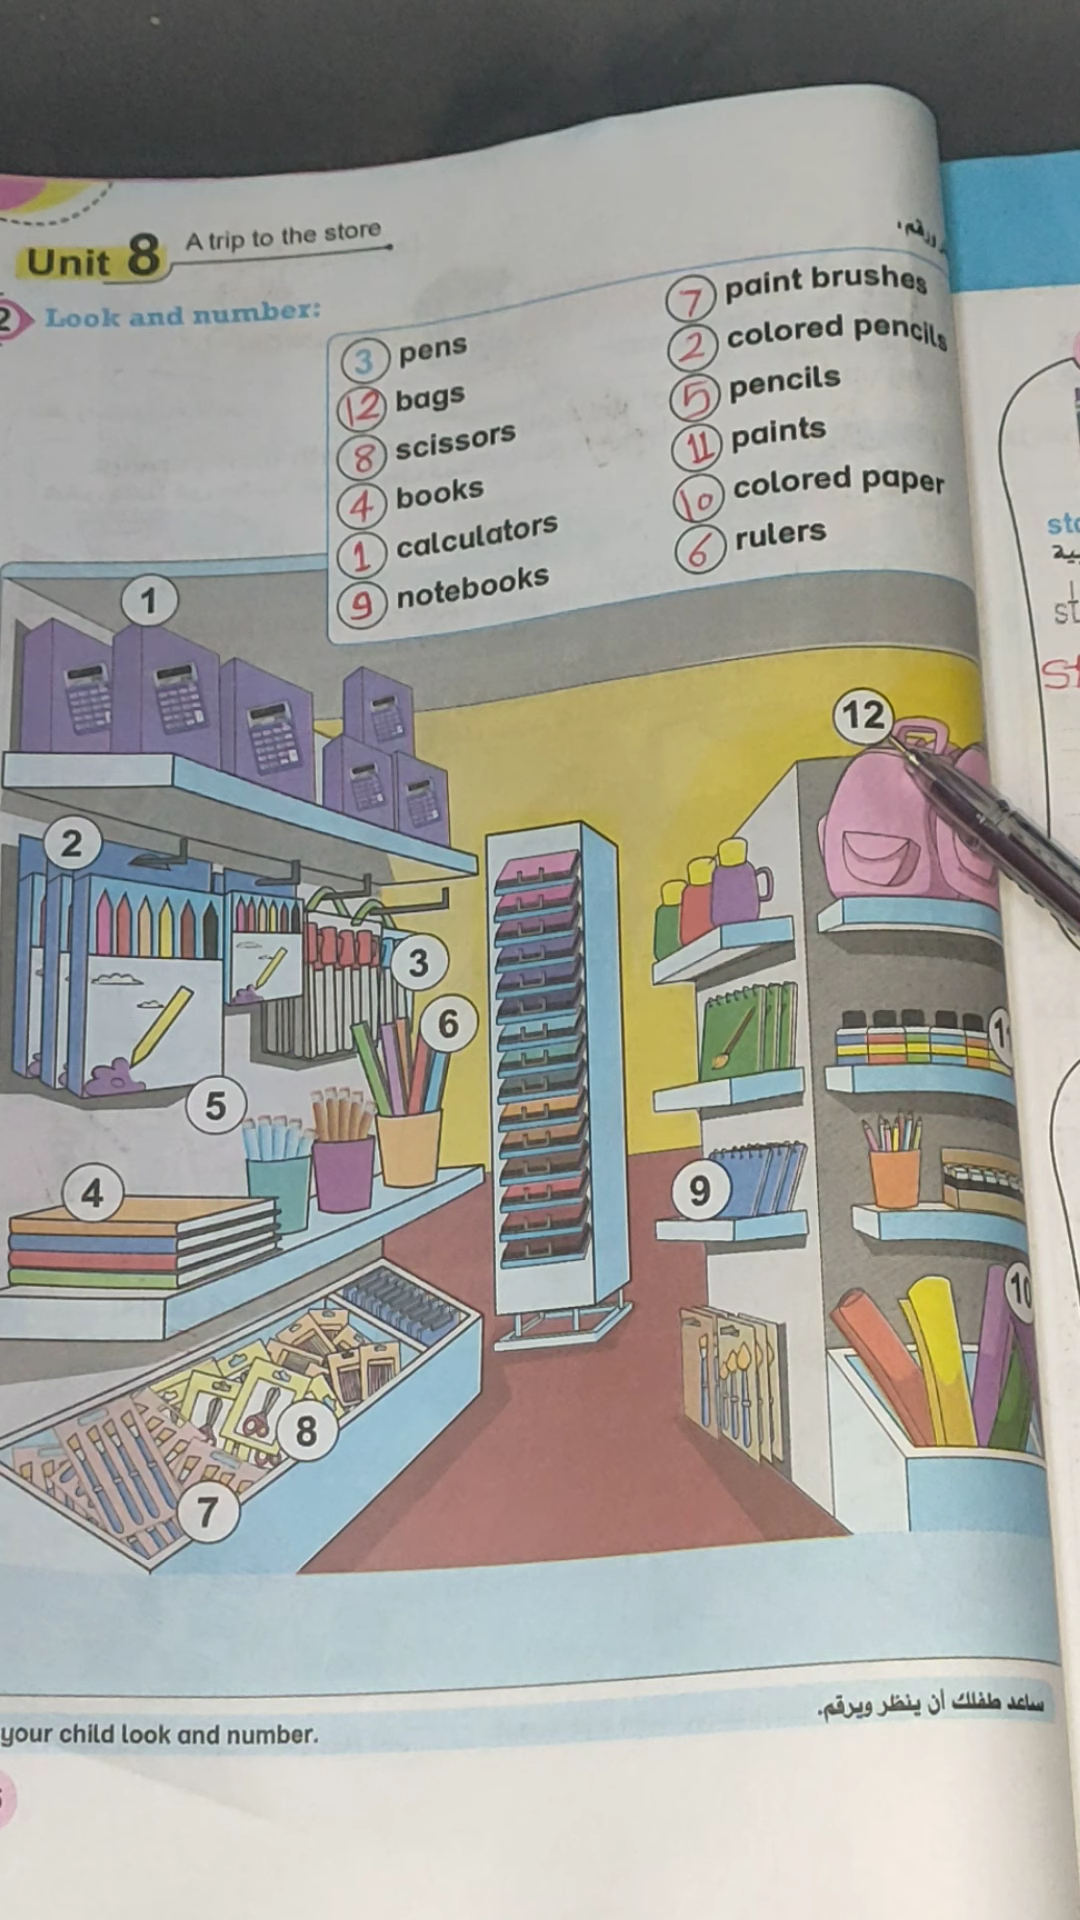 Unit 8 A trip to the store
2 Look and number:
3 pens
12 bags
8 scissors
4 books
1 calculators
9 notebooks
7 paint brushes
2 colored pencils
5 pencils
11 paints
10 colored paper
6 rulers
1
2
3
6
5
4
8
7
12
11
9
10
ساعد طفلك أن ينظر ويرقم.
your child look and number.